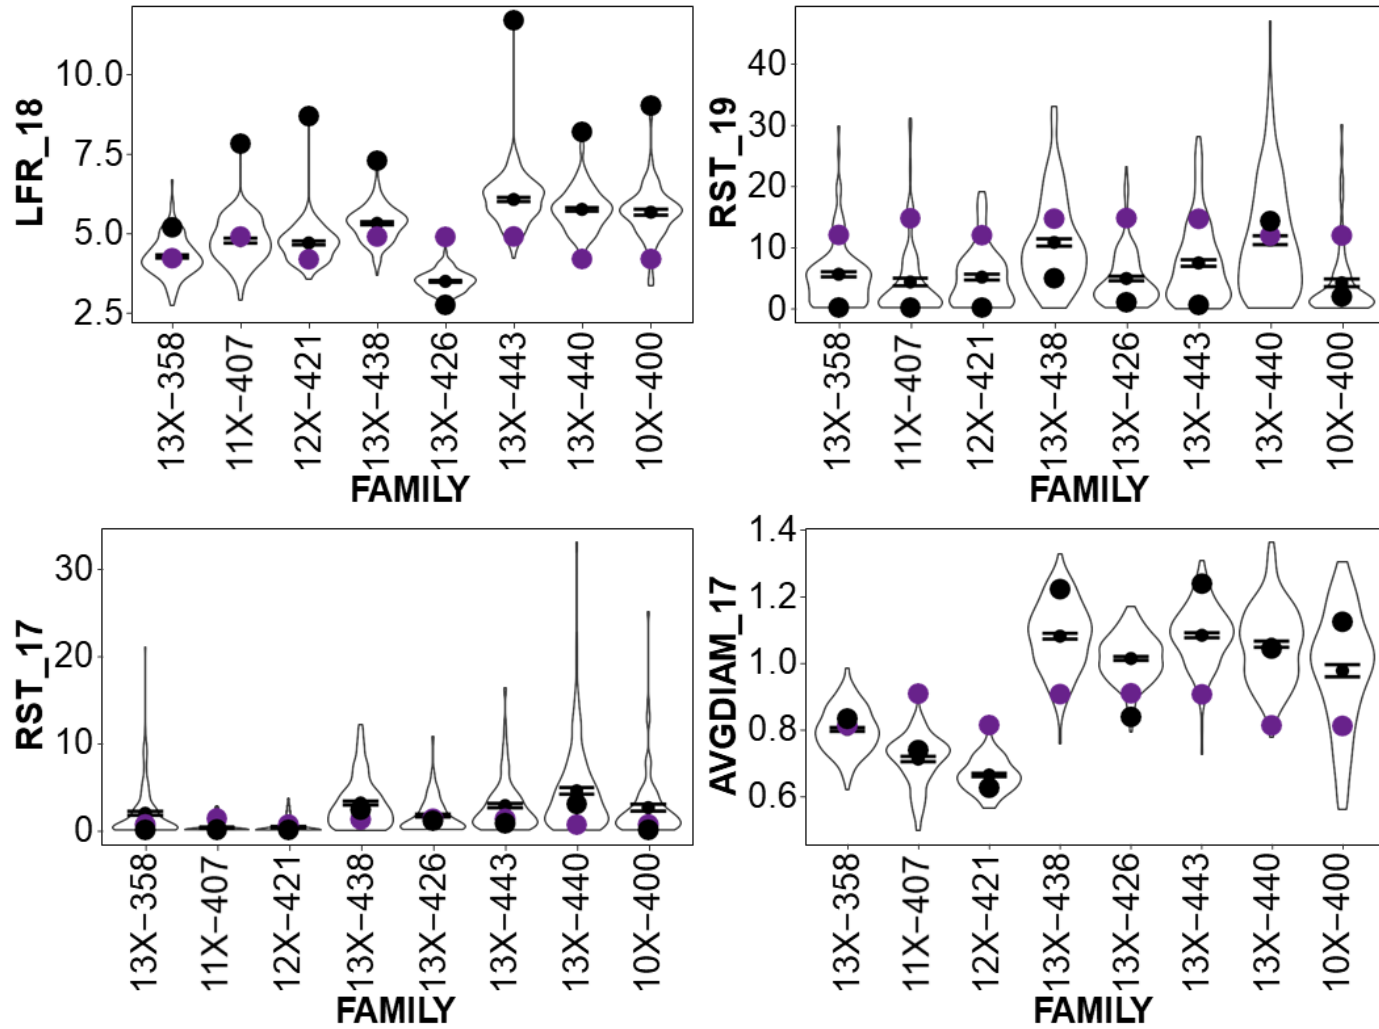 LFR_18
10.0
7.5
5.0
2.5
13X−358
11X−407
12X−421
13X−438
13X−426
13X−443
13X−440
10X−400
FAMILY
RST_19
40
30
20
10
0
13X−358
11X−407
12X−421
13X−438
13X−426
13X−443
13X−440
10X−400
FAMILY
RST_17
30
20
10
0
13X−358
11X−407
12X−421
13X−438
13X−426
13X−443
13X−440
10X−400
FAMILY
AVGDIAM_17
1.4
1.2
1.0
0.8
0.6
13X−358
11X−407
12X−421
13X−438
13X−426
13X−443
13X−440
10X−400
FAMILY